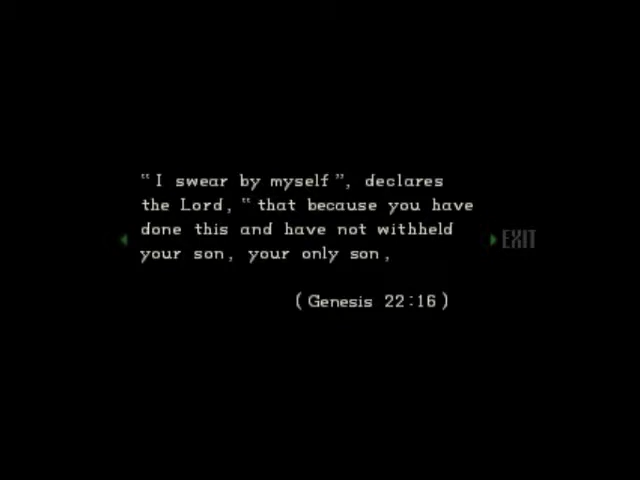 “I swear by myself”, declares
the Lord, “that because you have
done this and have not withheld
your son, your only son,
EXIT
(Genesis 22:16)